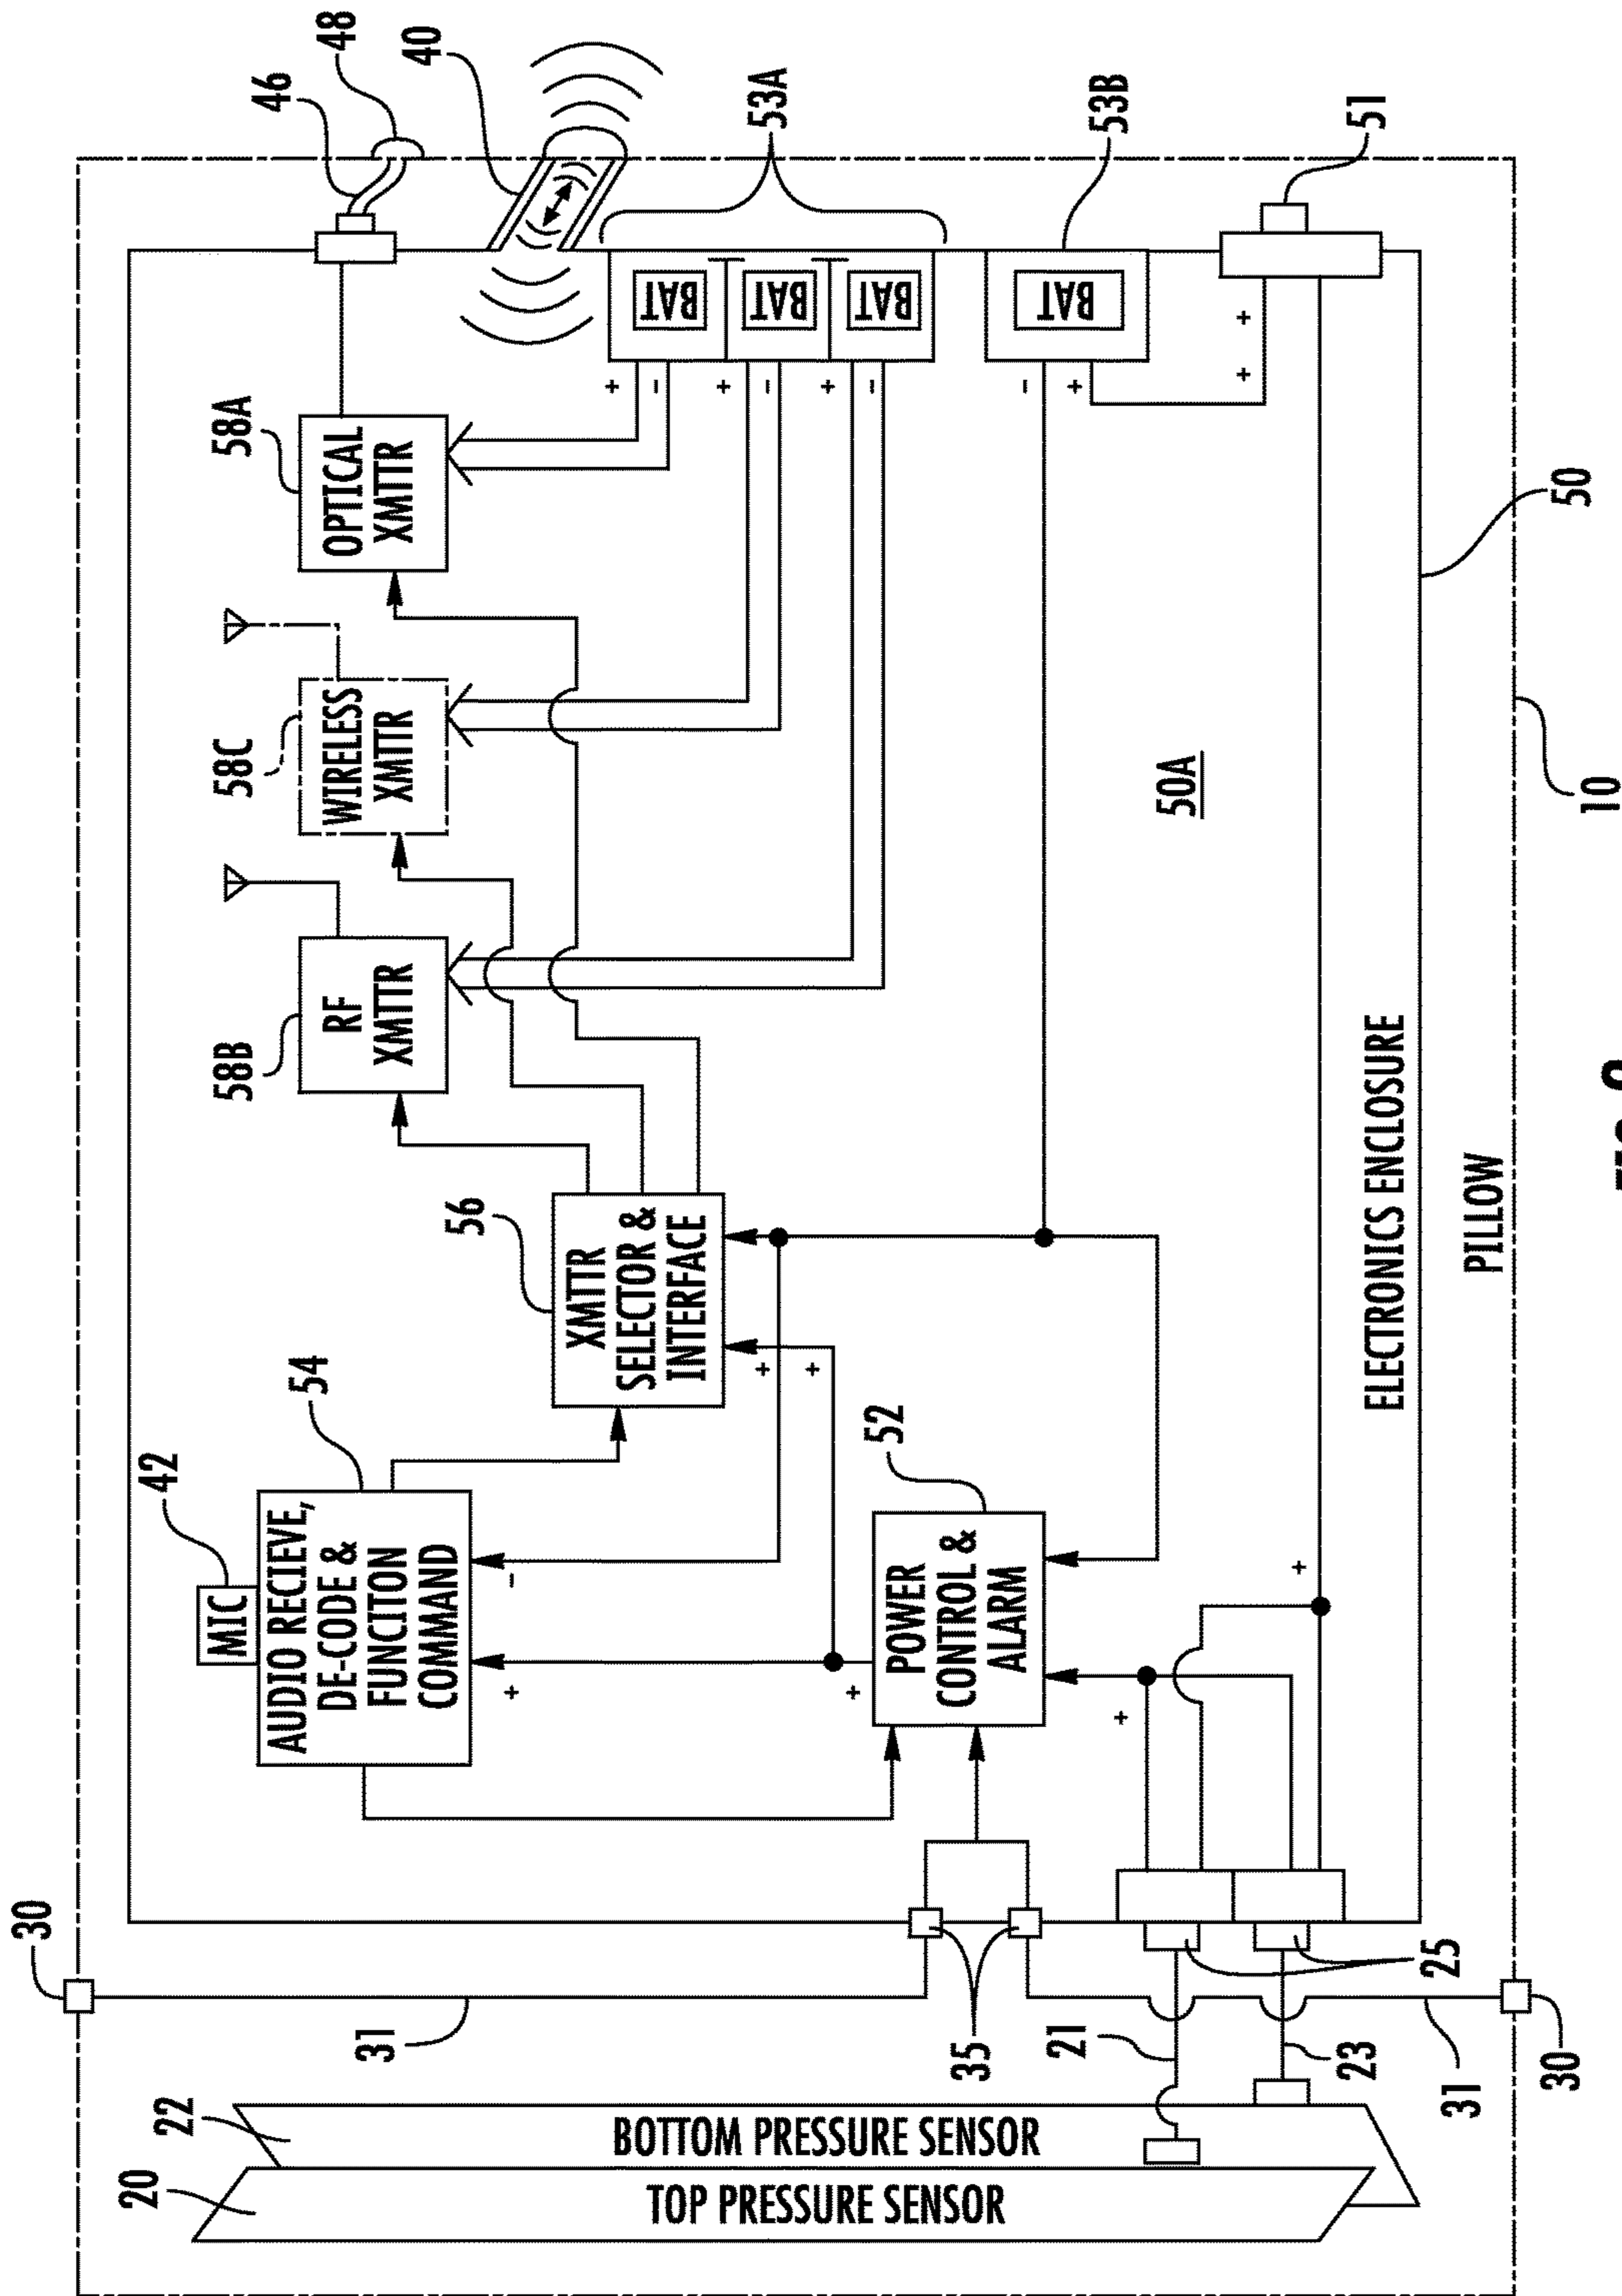 30
31
42
MIC
54
AUDIO RECIEVE,
DE-CODE &
FUNCITON
COMMAND
+
-
56
XMTTR
SELECTOR &
INTERFACE
+
+
58B
RF
XMTTR
58C
WIRELESS
XMTTR
58A
OPTICAL
XMTTR
46
48
40
22
BOTTOM PRESSURE SENSOR
20
TOP PRESSURE SENSOR
35
52
POWER
CONTROL &
ALARM
+
+
+
BAT
+
-
BAT
+
-
BAT
+
-
53A
BAT
-
+
53B
+
+
51
21
23
25
50A
31
30
ELECTRONICS ENCLOSURE
50
PILLOW
10